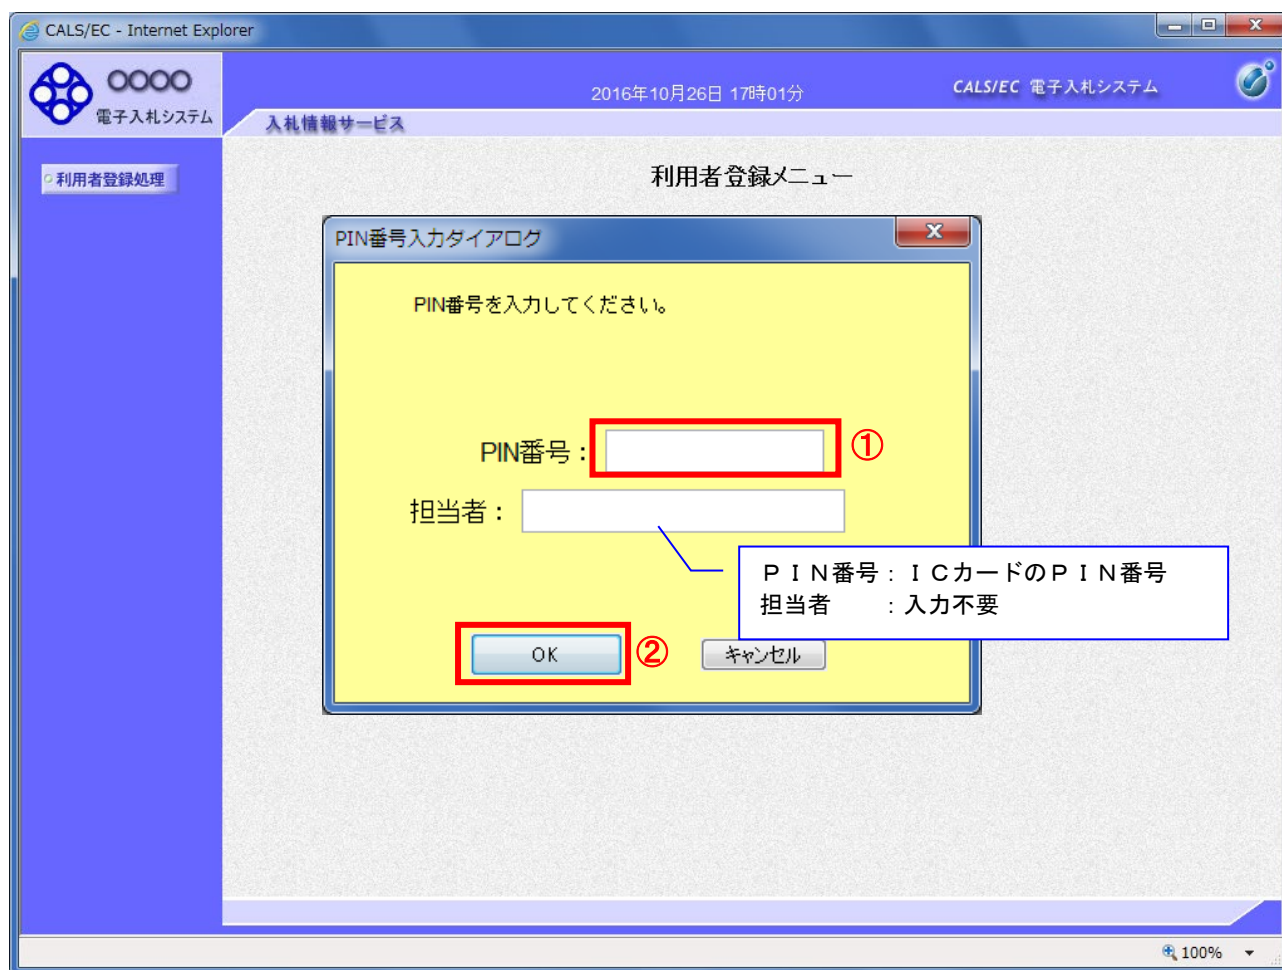 CALS/EC - Internet Explorer
○○○○
電子入札システム
2016年10月26日 17時01分
CALS/EC 電子入札システム
入札情報サービス
利用者登録処理
利用者登録メニュー
PIN番号入力ダイアログ
PIN番号を入力してください。
PIN番号：
①
担当者：
ＰＩＮ番号：ＩＣカードのＰＩＮ番号
担当者　　：入力不要
OK
②
キャンセル
100%